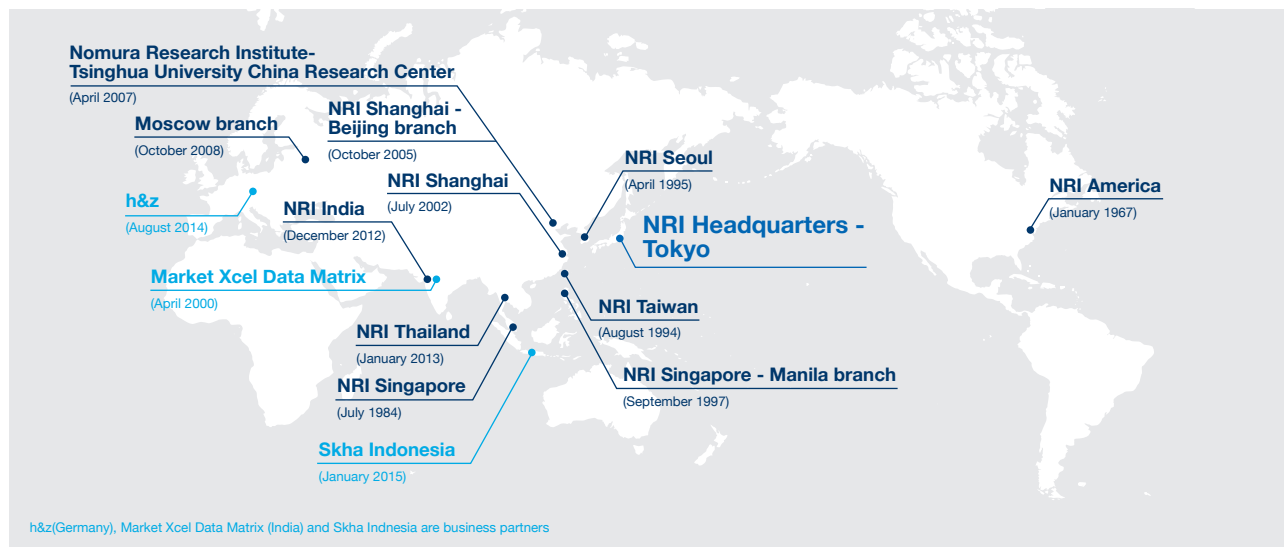 Nomura Research Institute-
Tsinghua University China Research Center
(April 2007)
Moscow branch
(October 2008)
NRI Shanghai -
Beijing branch
(October 2005)
NRI Seoul
(April 1995)
NRI America
(January 1967)
h&z
(August 2014)
NRI India
(December 2012)
NRI Shanghai
(July 2002)
NRI Headquarters -
Tokyo
Market Xcel Data Matrix
(April 2000)
NRI Taiwan
(August 1994)
NRI Thailand
(January 2013)
NRI Singapore
(July 1984)
NRI Singapore - Manila branch
(September 1997)
Skha Indonesia
(January 2015)
h&z(Germany), Market Xcel Data Matrix (India) and Skha Indnesia are business partners